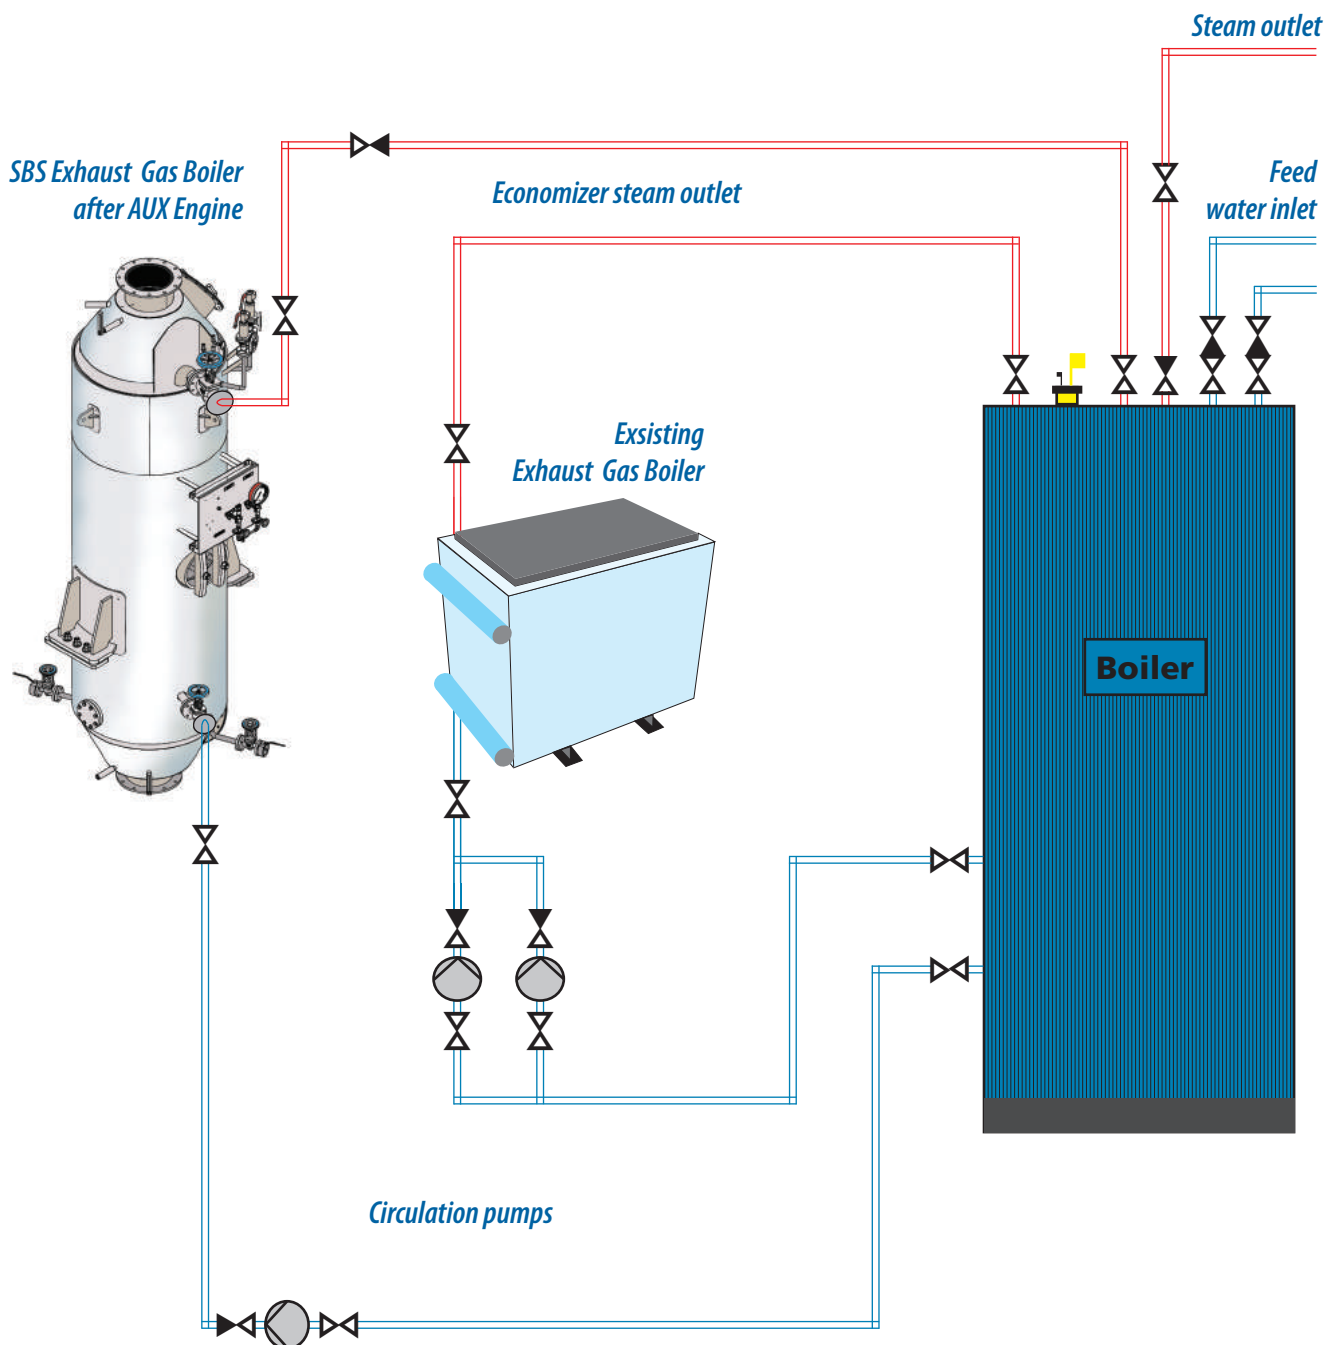 Steam outlet
SBS Exhaust Gas Boiler
after AUX Engine
Economizer steam outlet
Feed
water inlet
Exsisting
Exhaust Gas Boiler
Boiler
Circulation pumps